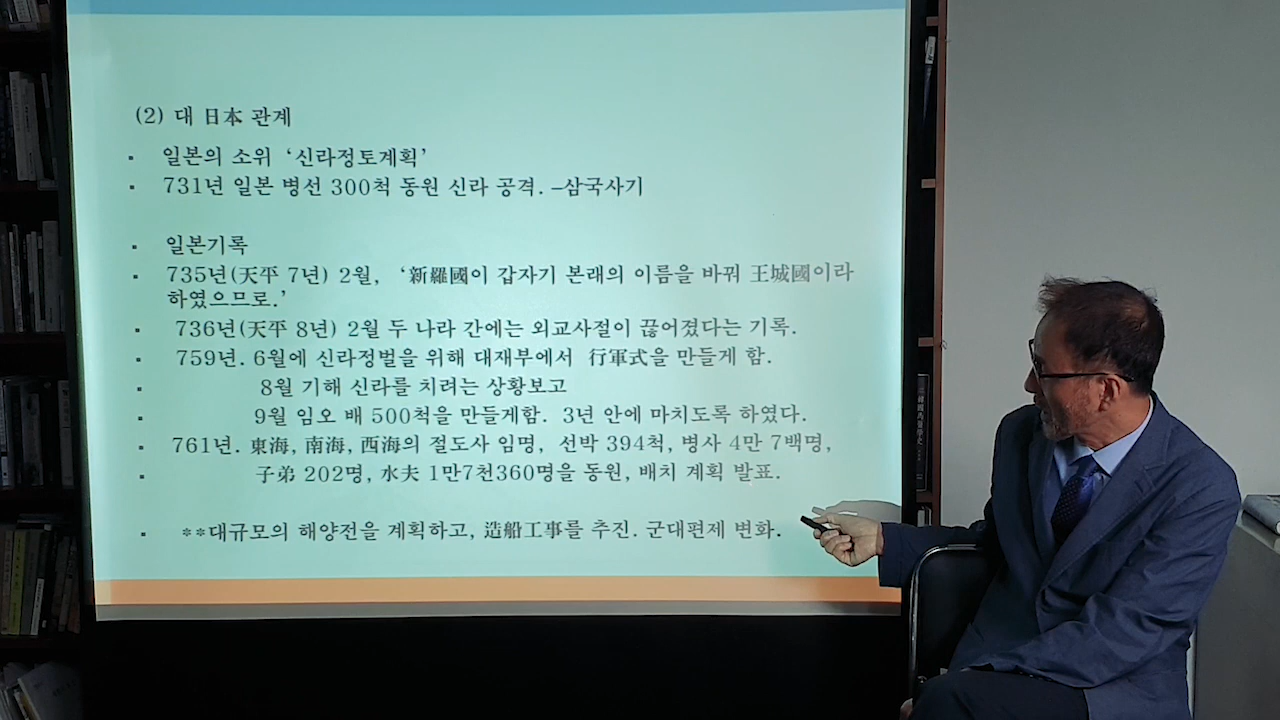 (2) 대 日本 관계
▪ 일본의 소위 ‘신라정토계획’
▪ 731년 일본 병선 300척 동원 신라 공격. –삼국사기
▪ 일본기록
▪ 735년(天平 7년) 2월, ‘新羅國이 갑자기 본래의 이름을 바꿔 王城國이라
하였으므로.’
▪ 736년(天平 8년) 2월 두 나라 간에는 외교사절이 끊어졌다는 기록.
▪ 759년. 6월에 신라정벌을 위해 대재부에서 行軍式을 만들게 함.
▪ 8월 기해 신라를 치려는 상황보고
▪ 9월 임오 배 500척을 만들게함. 3년 안에 마치도록 하였다.
▪ 761년. 東海, 南海, 西海의 절도사 임명, 선박 394척, 병사 4만 7백명,
▪ 子弟 202명, 水夫 1만7천360명을 동원, 배치 계획 발표.
▪ **대규모의 해양전을 계획하고, 造船工事를 추진. 군대편제 변화.